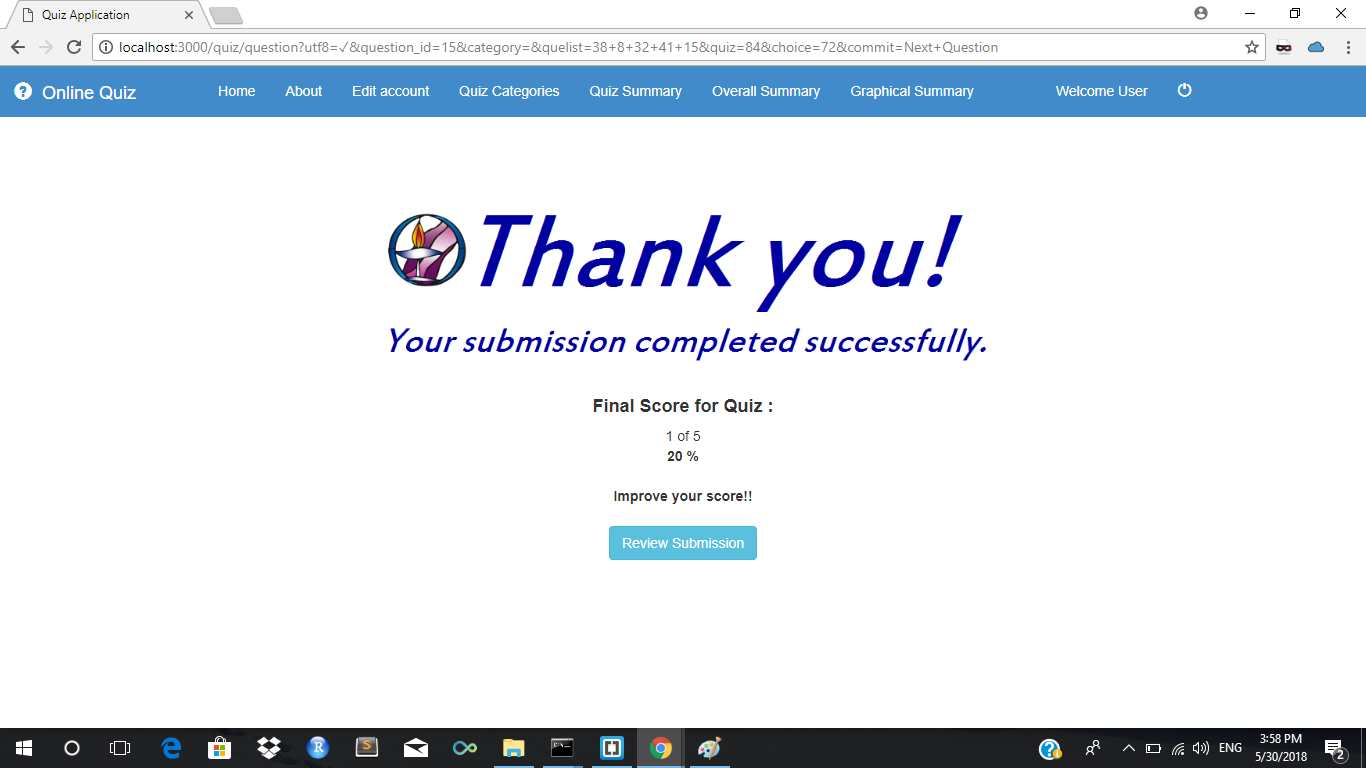 Quiz Application
localhost:3000/quiz/question?utf8=✓&question_id=15&category=&quelist=38+8+32+41+15&quiz=84&choice=72&commit=Next+Question
Online Quiz Home About Edit account Quiz Categories Quiz Summary Overall Summary Graphical Summary Welcome User
Thank you!
Your submission completed successfully.
Final Score for Quiz :
1 of 5
20 %
Improve your score!!
Review Submission
ENG
3:58 PM
5/30/2018
2